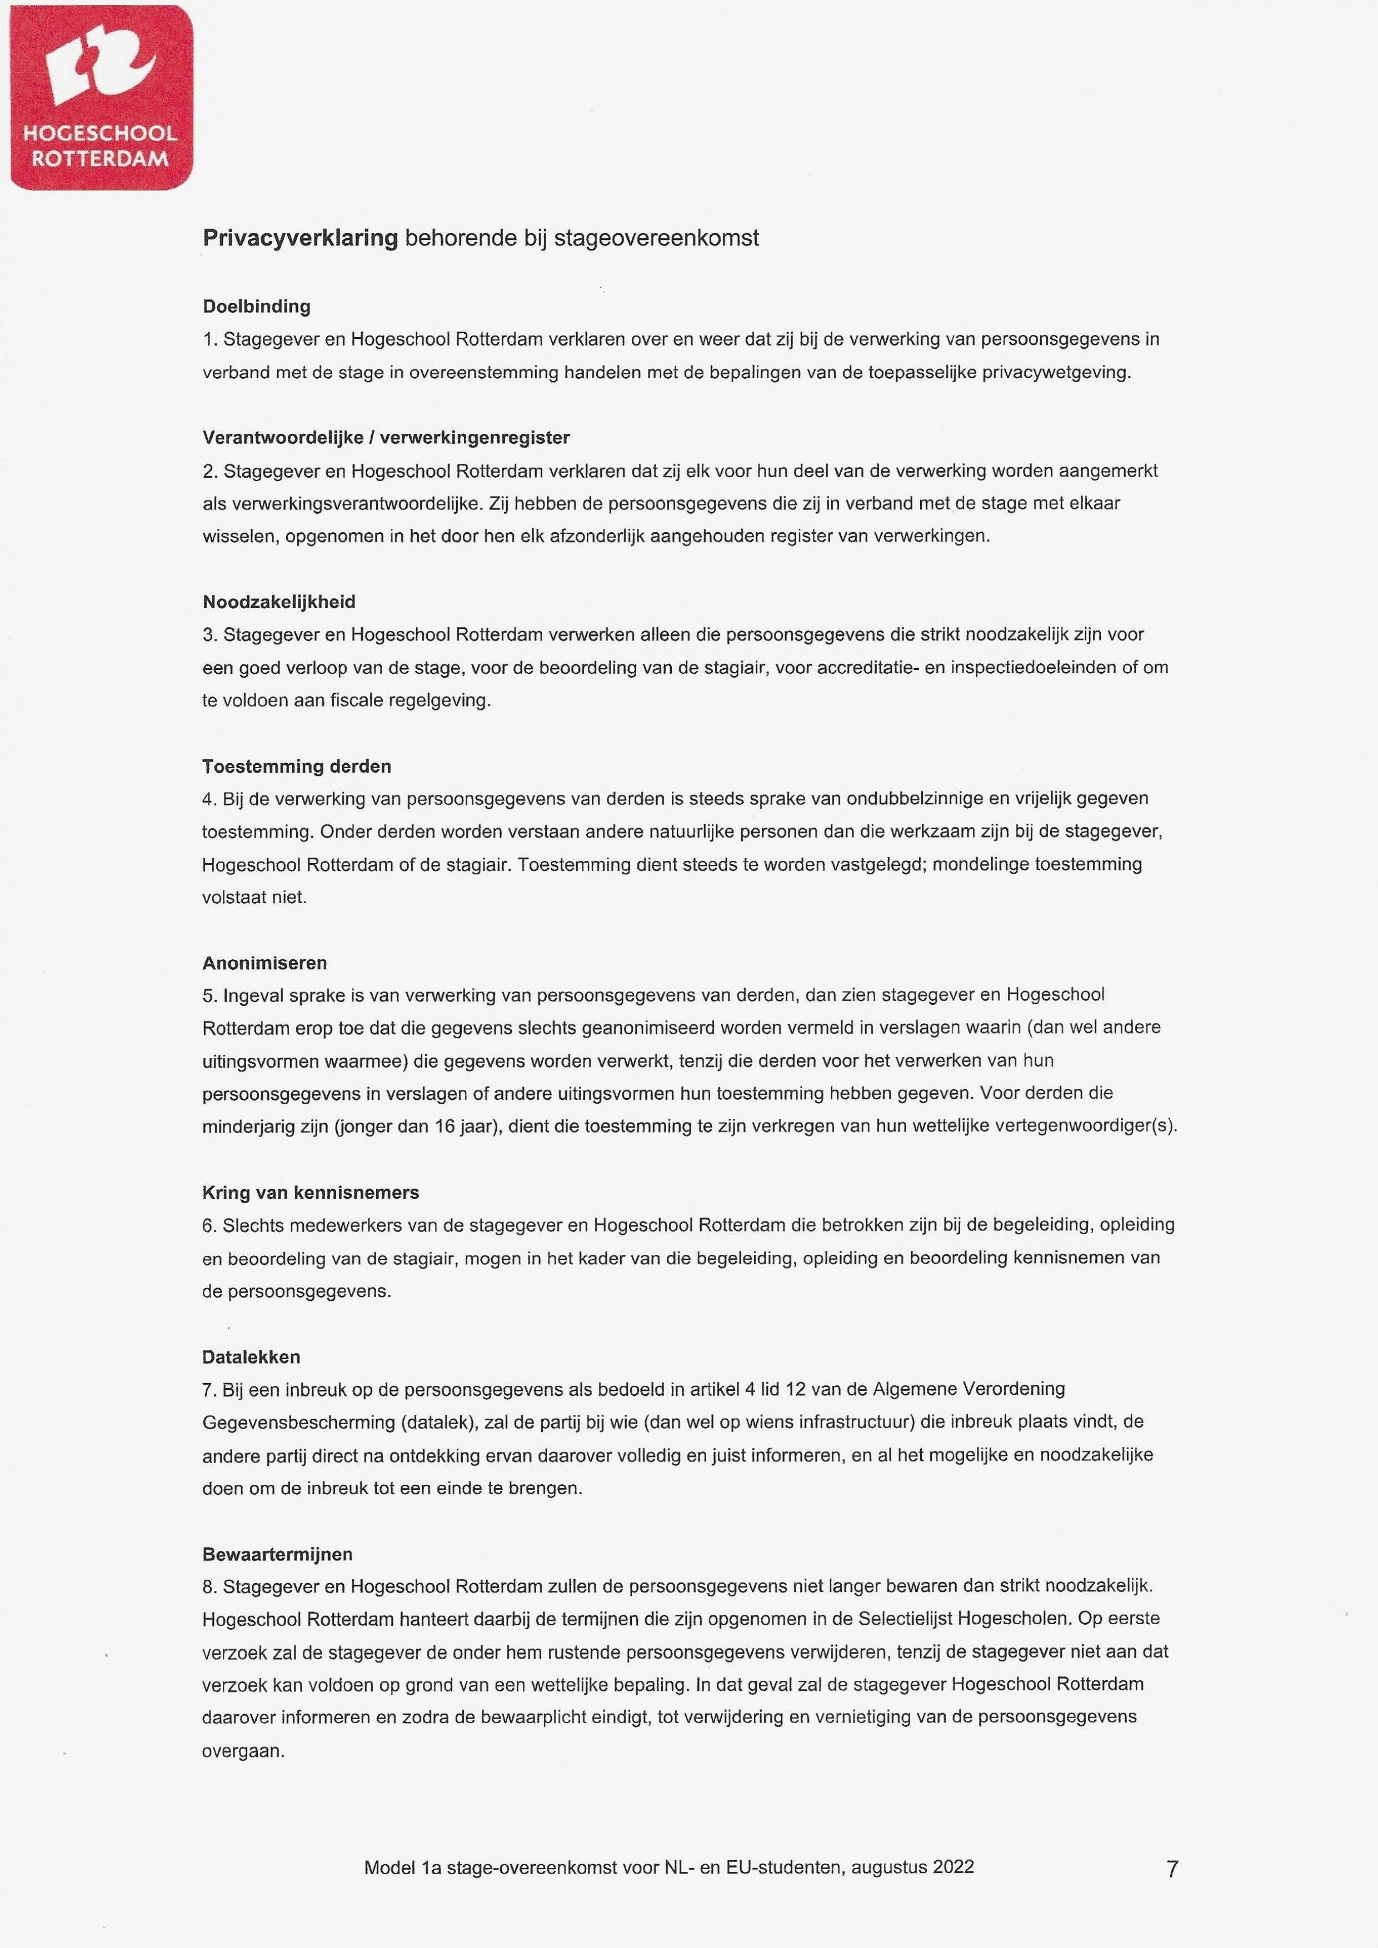 HOGESCHOOL
ROTTERDAM
Privacyverklaring behorende bij stageovereenkomst
Doelbinding
1. Stagegever en Hogeschool Rotterdam verklaren over en weer dat zij bij de verwerking van persoonsgegevens in
verband met de stage in overeenstemming handelen met de bepalingen van de toepasselijke privacywetgeving.
Verantwoordelijke / verwerkingenregister
2. Stagegever en Hogeschool Rotterdam verklaren dat zij elk voor hun deel van de verwerking worden aangemerkt
als verwerkingsverantwoordelijke. Zij hebben de persoonsgegevens die zij in verband met de stage met elkaar
wisselen, opgenomen in het door hen elk afzonderlijk aangehouden register van verwerkingen.
Noodzakelijkheid
3. Stagegever en Hogeschool Rotterdam verwerken alleen die persoonsgegevens die strikt noodzakelijk zijn voor
een goed verloop van de stage, voor de beoordeling van de stagiair, voor accreditatie- en inspectiedoeleinden of om
te voldoen aan fiscale regelgeving.
Toestemming derden
4. Bij de verwerking van persoonsgegevens van derden is steeds sprake van ondubbelzinnige en vrijelijk gegeven
toestemming. Onder derden worden verstaan andere natuurlijke personen dan die werkzaam zijn bij de stagegever,
Hogeschool Rotterdam of de stagiair. Toestemming dient steeds te worden vastgelegd; mondelinge toestemming
volstaat niet.
Anonimiseren
5. Ingeval sprake is van verwerking van persoonsgegevens van derden, dan zien stagegever en Hogeschool
Rotterdam erop toe dat die gegevens slechts geanonimiseerd worden vermeld in verslagen waarin (dan wel andere
uitingsvormen waarmee) die gegevens worden verwerkt, tenzij die derden voor het verwerken van hun
persoonsgegevens in verslagen of andere uitingsvormen hun toestemming hebben gegeven. Voor derden die
minderjarig zijn (jonger dan 16 jaar), dient die toestemming te zijn verkregen van hun wettelijke vertegenwoordiger(s).
Kring van kennisnemers
6. Slechts medewerkers van de stagegever en Hogeschool Rotterdam die betrokken zijn bij de begeleiding, opleiding
en beoordeling van de stagiair, mogen in het kader van die begeleiding, opleiding en beoordeling kennisnemen van
de persoonsgegevens.
Datalekken
7. Bij een inbreuk op de persoonsgegevens als bedoeld in artikel 4 lid 12 van de Algemene Verordening
Gegevensbescherming (datalek), zal de partij bij wie (dan wel op wiens infrastructuur) die inbreuk plaats vindt, de
andere partij direct na ontdekking ervan daarover volledig en juist informeren, en al het mogelijke en noodzakelijke
doen om de inbreuk tot een einde te brengen.
Bewaartermijnen
8. Stagegever en Hogeschool Rotterdam zullen de persoonsgegevens niet langer bewaren dan strikt noodzakelijk.
Hogeschool Rotterdam hanteert daarbij de termijnen die zijn opgenomen in de Selectielijst Hogescholen. Op eerste
verzoek zal de stagegever de onder hem rustende persoonsgegevens verwijderen, tenzij de stagegever niet aan dat
verzoek kan voldoen op grond van een wettelijke bepaling. In dat geval zal de stagegever Hogeschool Rotterdam
daarover informeren en zodra de bewaarplicht eindigt, tot verwijdering en vernietiging van de persoonsgegevens
overgaan.
Model 1a stage-overeenkomst voor NL- en EU-studenten, augustus 2022 7